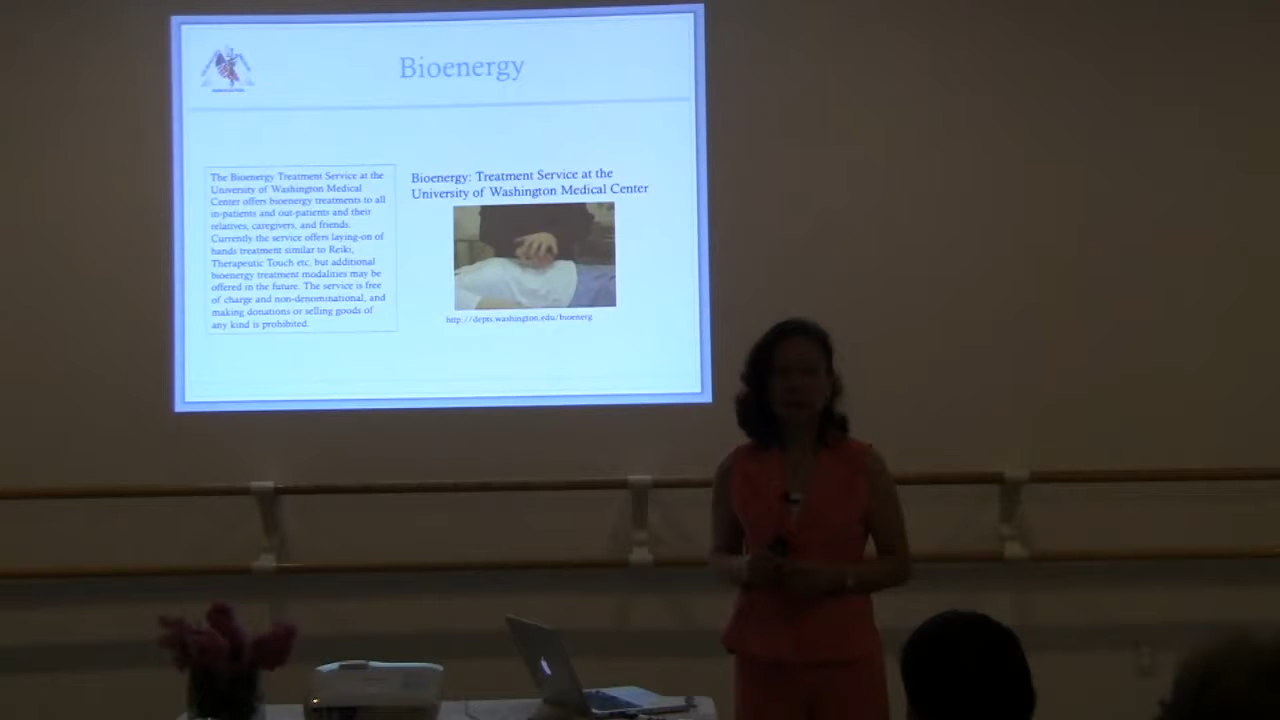 Bioenergy
The Bioenergy Treatment Service at the
University of Washington Medical
Center offers bioenergy treatments to all
in-patients and out-patients and their
relatives, caregivers, and friends.
Currently the service offers laying-on of
hands treatment similar to Reiki,
Therapeutic Touch etc. but additional
bioenergy treatment modalities may be
offered in the future. The service is free
of charge and non-denominational, and
making donations or selling goods of
any kind is prohibited.
Bioenergy: Treatment Service at the
University of Washington Medical Center
http://depts.washington.edu/bioenerg